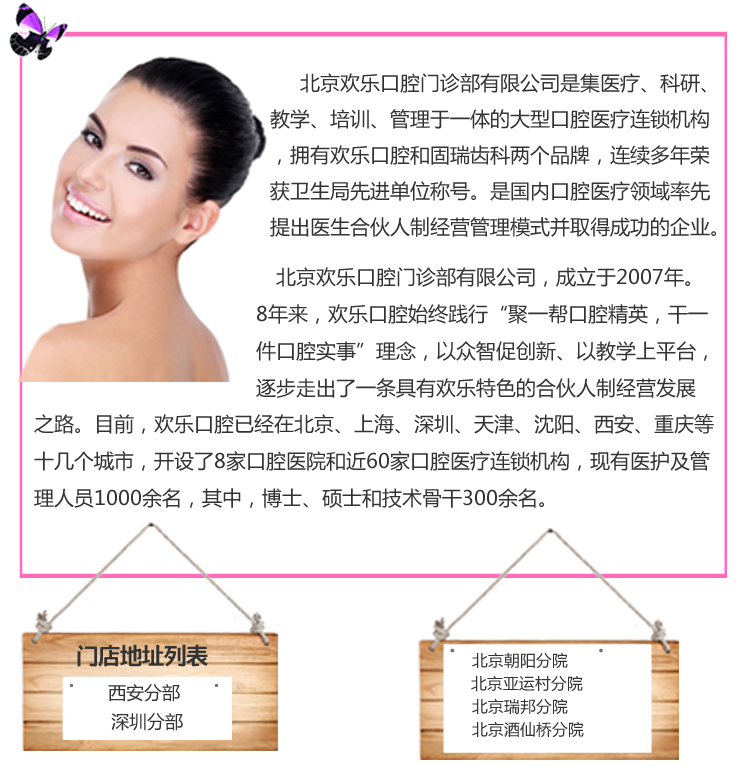 北京欢乐口腔门诊部有限公司是集医疗、科研、
教学、培训、管理于一体的大型口腔医疗连锁机构
，拥有欢乐口腔和固瑞齿科两个品牌，连续多年荣
获卫生局先进单位称号。是国内口腔医疗领域率先
提出医生合伙人制经营管理模式并取得成功的企业。
北京欢乐口腔门诊部有限公司，成立于2007年。
8年来，欢乐口腔始终践行“聚一帮口腔精英，干一
件口腔实事”理念，以众智促创新、以教学上平台，
逐步走出了一条具有欢乐特色的合伙人制经营发展
之路。目前，欢乐口腔已经在北京、上海、深圳、天津、沈阳、西安、重庆等
十几个城市，开设了8家口腔医院和近60家口腔医疗连锁机构，现有医护及管
理人员1000余名，其中，博士、硕士和技术骨干300余名。
门店地址列表
西安分部
深圳分部
北京朝阳分院
北京亚运村分院
北京瑞邦分院
北京酒仙桥分院